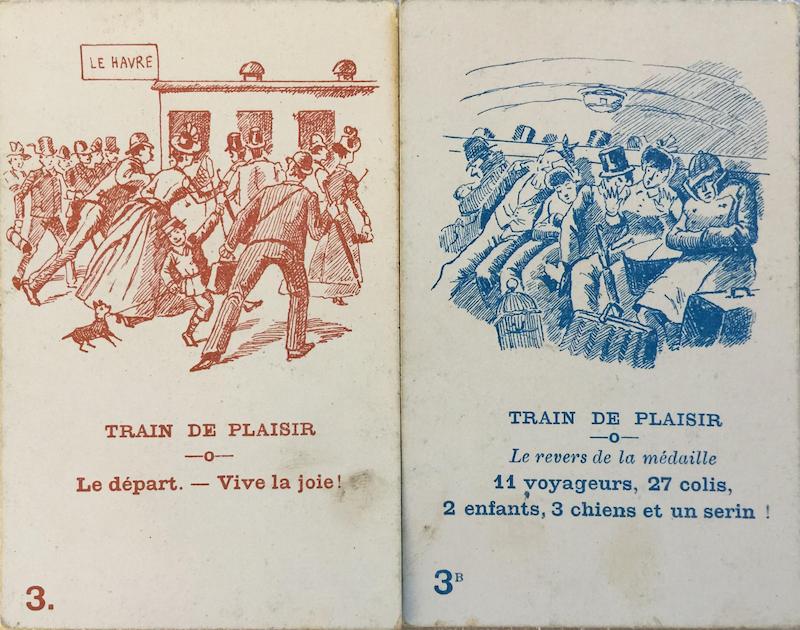 LE HAVRE
TRAIN DE PLAISIR
—o—
Le départ. — Vive la joie!
3.
TRAIN DE PLAISIR
—o—
Le revers de la médaille
11 voyageurs, 27 colis,
2 enfants, 3 chiens et un serin !
3B